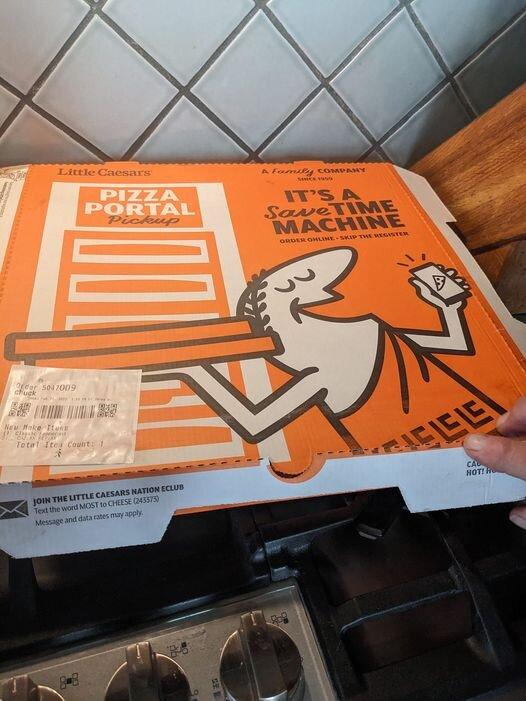 Little Caesars
A Family COMPANY
SINCE 1959
PIZZA
PORTAL
Pickup
IT'S A
Save TIME
MACHINE
ORDER ONLINE - SKIP THE REGISTER
Order 5047009
Chuck
New Make Items
Total Item Count: 1
JOIN THE LITTLE CAESARS NATION ECLUB
Text the word MOST to CHEESE (243373)
Message and data rates may apply.
HOT!